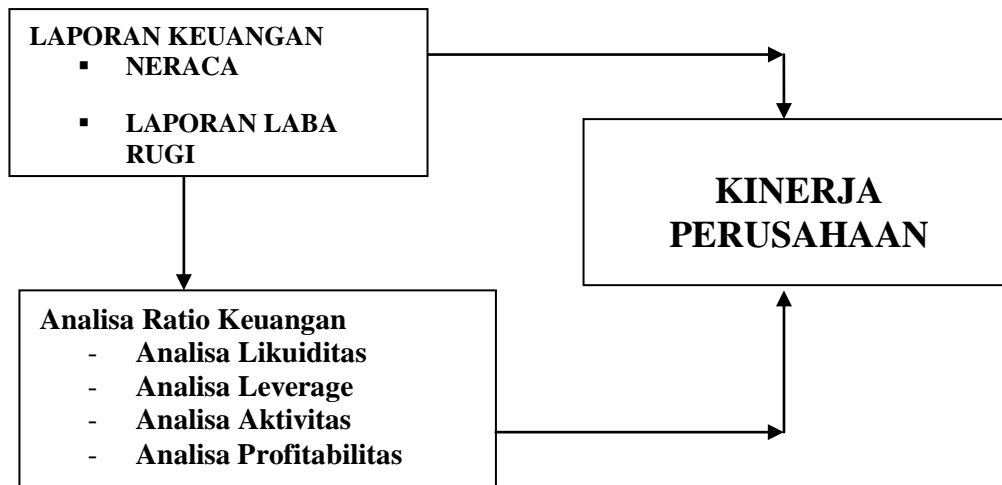 LAPORAN KEUANGAN
▪ NERACA
▪ LAPORAN LABA
RUGI
KINERJA
PERUSAHAAN
Analisa Ratio Keuangan
- Analisa Likuiditas
- Analisa Leverage
- Analisa Aktivitas
- Analisa Profitabilitas